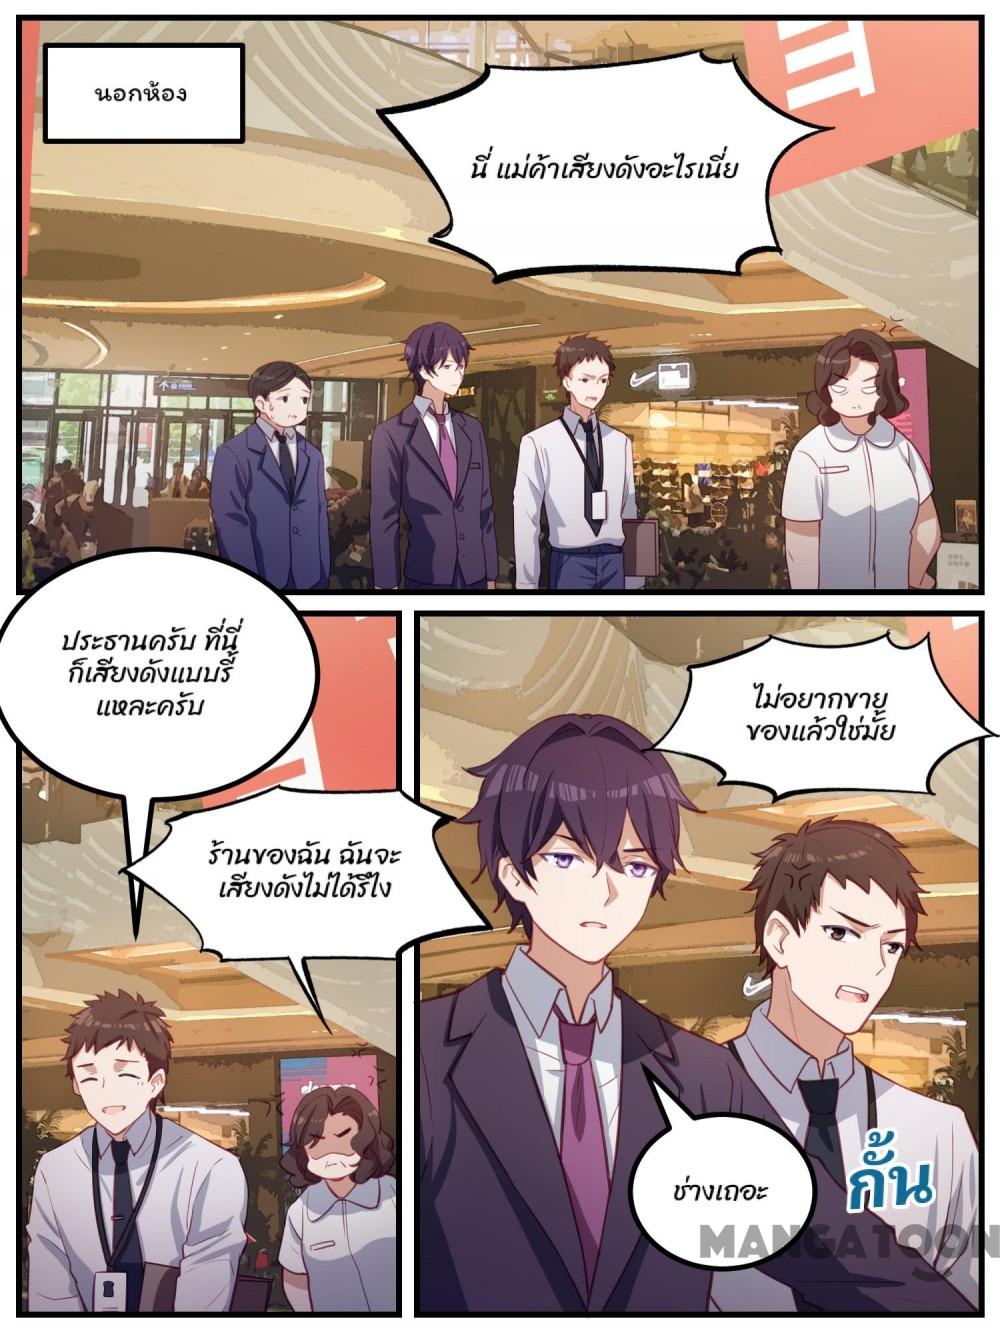 นอกห้อง
นี่ แม่ค้าเสียงดังอะไรเนี่ย
ประธานครับ ที่นี่
ก็เสียงดังแบบรี้
แหละครับ
ร้านของฉัน ฉันจะ
เสียงดังไม่ได้รึไง
ไม่อยากขาย
ของแล้วใช่มั้ย
ช่างเถอะ
กั้น
MANGATOON